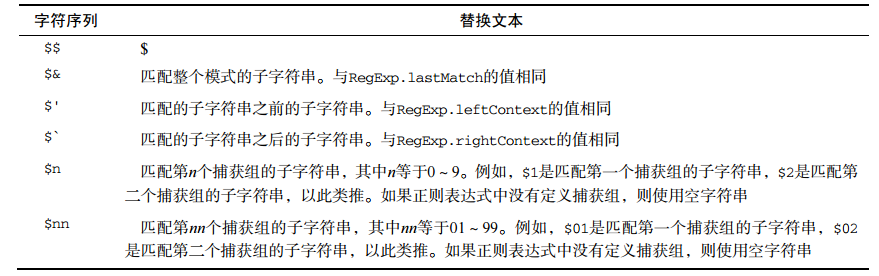 字符序列 替换文本
$$ $
$& 匹配整个模式的子字符串。与RegExp.lastMatch的值相同
$' 匹配的子字符串之前的子字符串。与RegExp.leftContext的值相同
$` 匹配的子字符串之后的子字符串。与RegExp.rightContext的值相同
$n 匹配第n个捕获组的子字符串，其中n等于0～9。例如，$1是匹配第一个捕获组的子字符串，$2是匹配第
二个捕获组的子字符串，以此类推。如果正则表达式中没有定义捕获组，则使用空字符串
$nn 匹配第nn个捕获组的子字符串，其中nn等于01～99。例如，$01是匹配第一个捕获组的子字符串，$02
是匹配第二个捕获组的子字符串，以此类推。如果正则表达式中没有定义捕获组，则使用空字符串